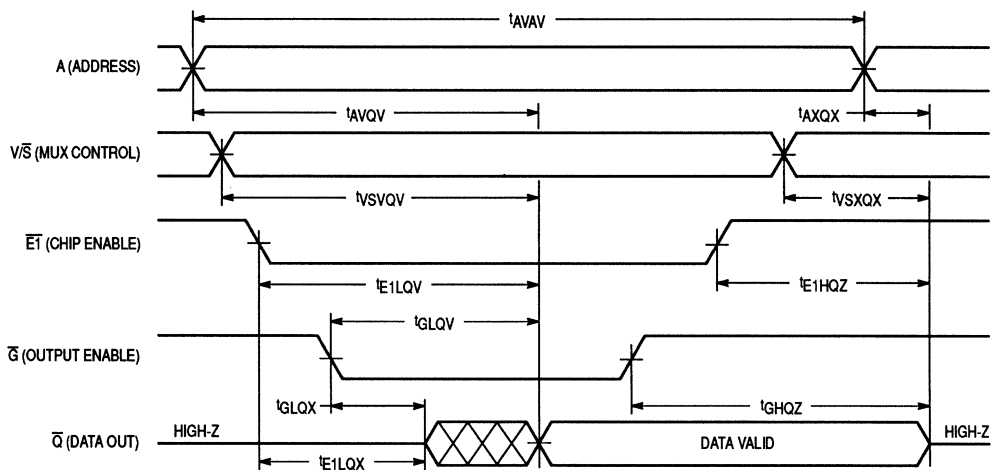 tAVAV
A (ADDRESS)
tAVQV
tAXQX
V/S̅ (MUX CONTROL)
tVSVQV
tVSXQX
E̅1̅ (CHIP ENABLE)
tE1LQV
tE1HQZ
tGLQV
G̅ (OUTPUT ENABLE)
tGLQX
tGHQZ
HIGH-Z
Q̅ (DATA OUT)
DATA VALID
HIGH-Z
tE1LQX